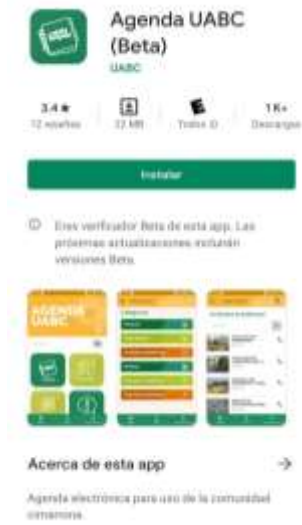 Agenda UABC
(Beta)
UABC
3.4★
12 reseñas
22 MB
Todos
1 K+
Descargas
Instalar
Eres verificador Beta de esta app. Las
próximas actualizaciones incluirán
versiones Beta.
AGENDA
UABC
Acerca de esta app
Agenda electrónica para uso de la comunidad
cimarrona.